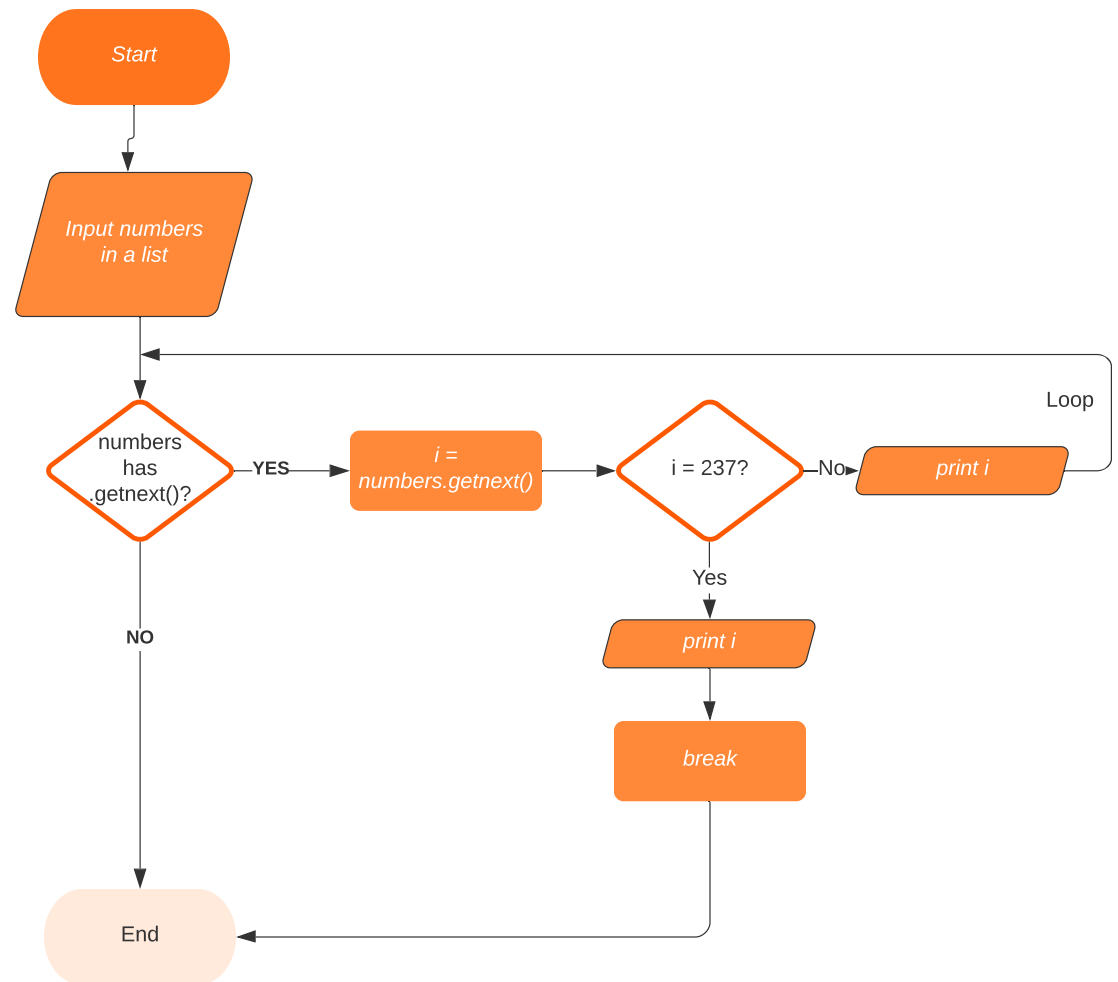 Start
Input numbers
in a list
Loop
numbers
has
.getnext()?
YES
i =
numbers.getnext()
i = 237?
No
print i
Yes
print i
NO
break
End